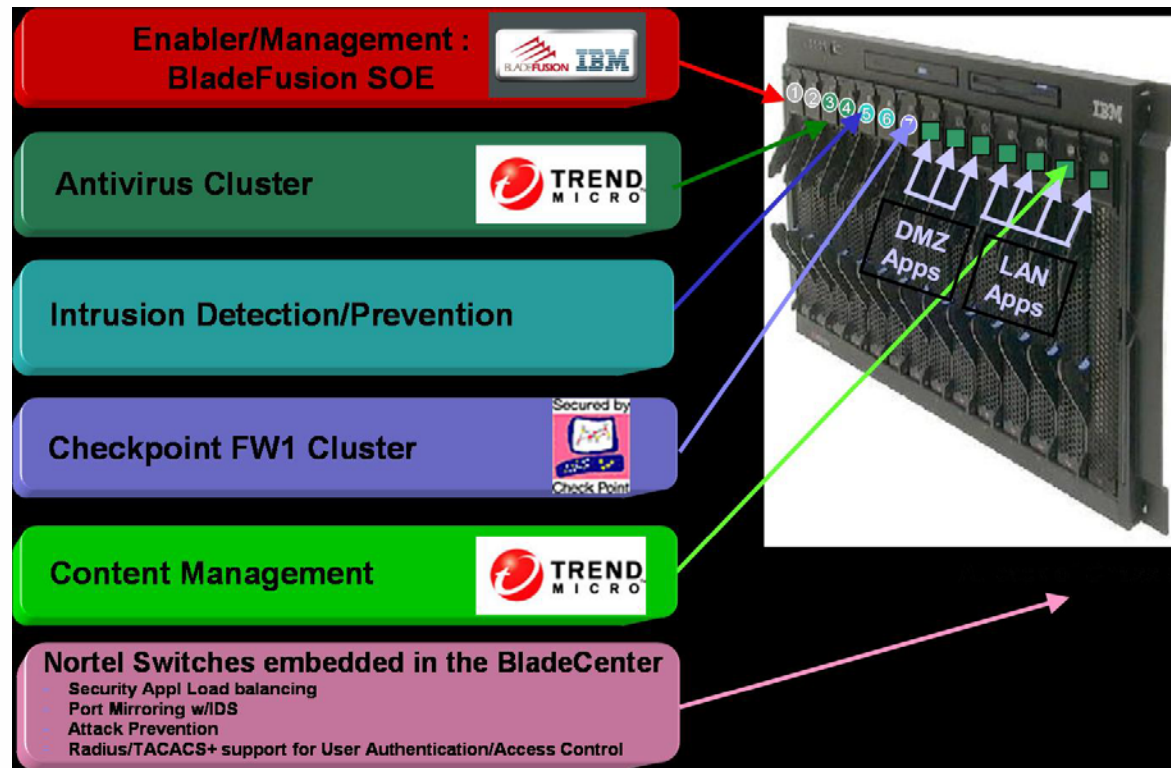 Enabler/Management :
BladeFusion SOE
BLADEFUSION IBM
Antivirus Cluster
TREND
MICRO
Intrusion Detection/Prevention
Checkpoint FW1 Cluster
Secured by
Check Point
Content Management
TREND
MICRO
Nortel Switches embedded in the BladeCenter
Security Appl Load balancing
Port Mirroring w/IDS
Attack Prevention
Radius/TACACS+ support for User Authentication/Access Control
IBM
1 2 3 4 5 6 7
DMZ
Apps
LAN
Apps